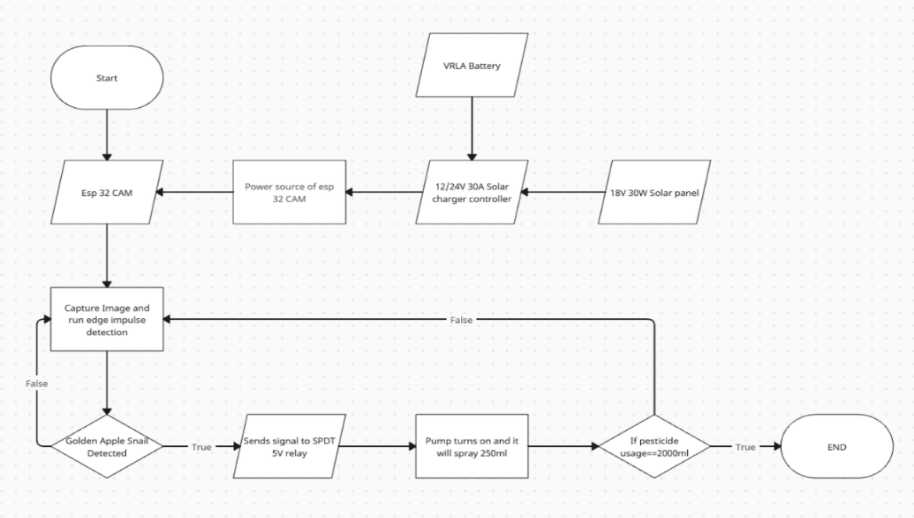 VRLA Battery
Start
Esp 32 CAM
Power source of esp
32 CAM
12/24V 30A Solar
charger controller
18V 30W Solar panel
Capture Image and
run edge impulse
detection
False
False
Golden Apple Snail
Detected
True
Sends signal to SPDT
5V relay
Pump turns on and it
will spray 250ml
If pesticide
usage==2000ml
True
END